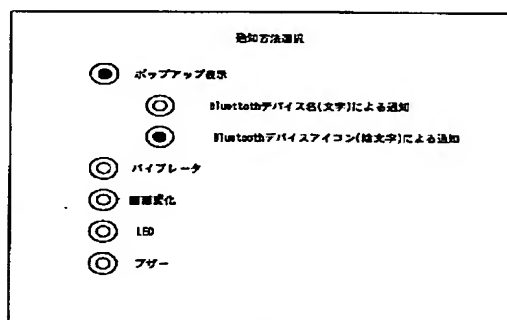 通知方法選択
ポップアップ表示
Bluetoothデバイス名(文字)による通知
Bluetoothデバイスアイコン(絵文字)による通知
バイブレータ
画面変化
LED
ブザー